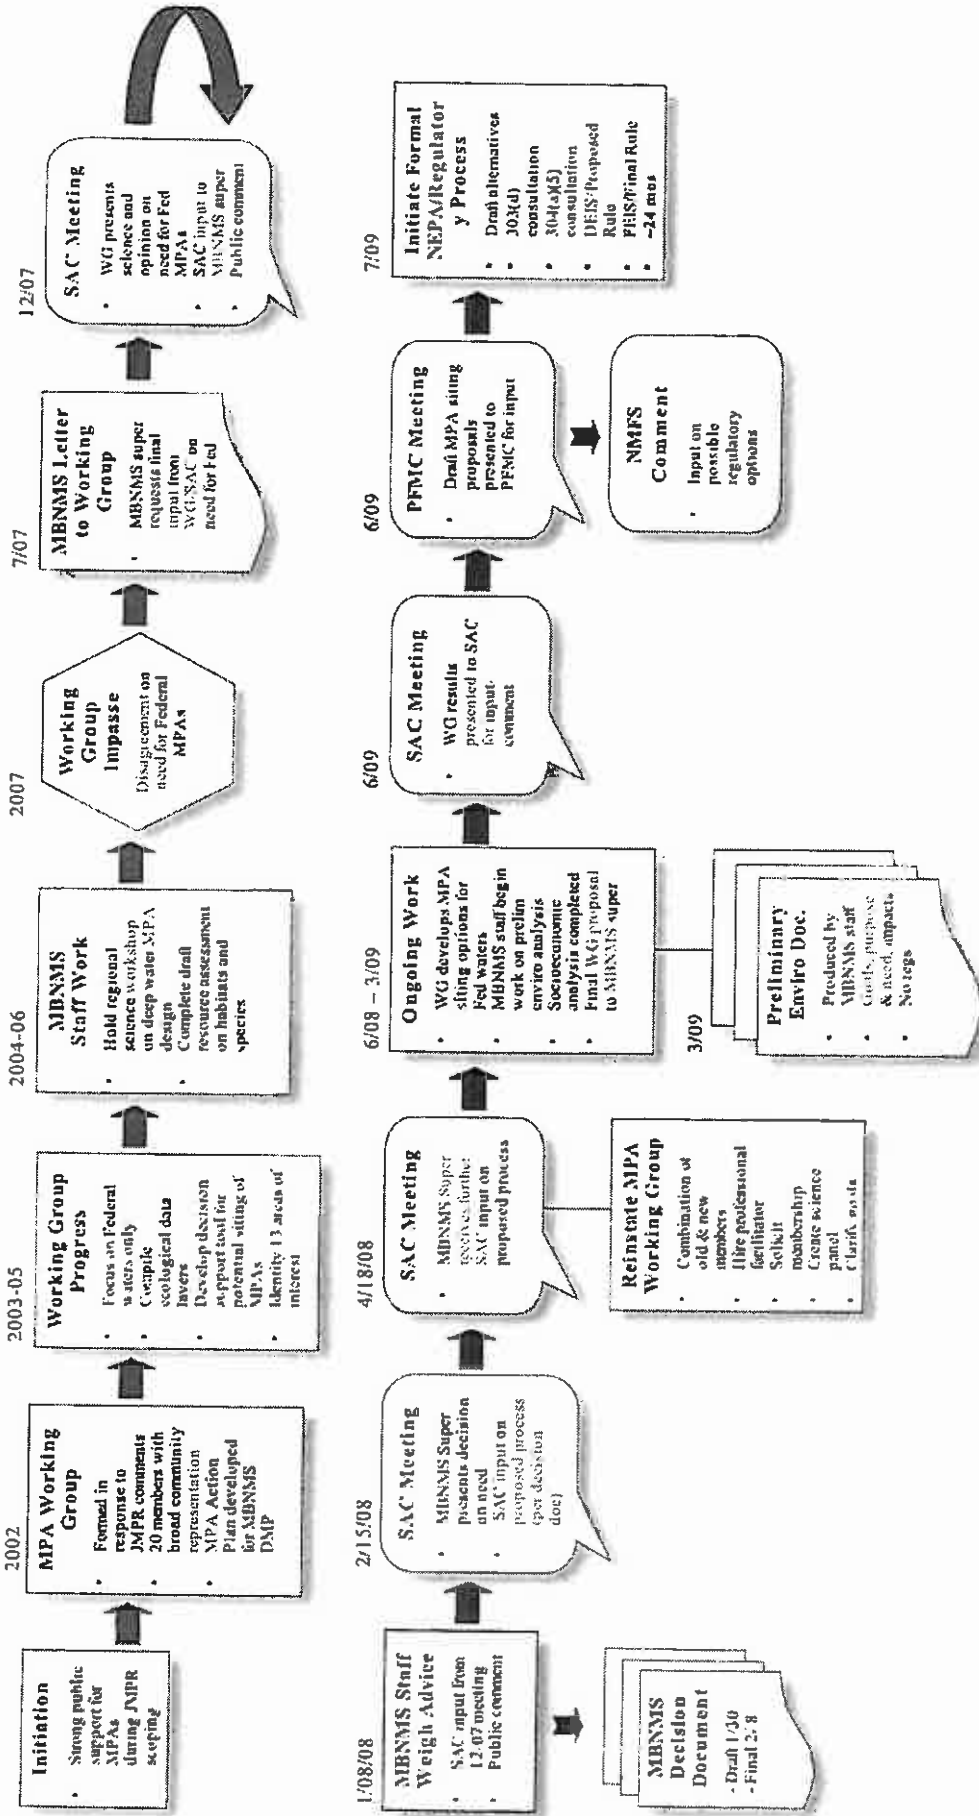 Initiation
• Strong public
support for
MPAs
during JMPR
scoping
2002
MPA Working
Group
• Formed in
response to
JMPR comments
• 20 members with
broad community
representation
• MPA Action
Plan developed
for MBNMS
DMP
2003-05
Working Group
Progress
• Focus on Federal
waters only
• Compile
ecological data
layers
• Develop decision
support tool for
potential siting of
MPAs
• Identify 13 areas of
interest
2004-06
MBNMS
Staff Work
• Hold regional
science workshop
on deep water MPA
design
• Complete draft
resource assessment
on habitats and
species
2007
Working
Group
Impasse
Disagreement on
need for Federal
MPAs
7/07
MBNMS Letter
to Working
Group
• MBNMS super
requests final
input from
WG/SAC on
need for Fed
12/07
SAC Meeting
• WG presents
science and
opinion on
need for Fed
MPAs
• SAC input to
MBNMS super
• Public comment
1/08/08
MBNMS Staff
Weigh Advice
• SAC input from
12/07 meeting
• Public comment
MBNMS
Decision
Document
- Draft 1/30
- Final 2/8
2/15/08
SAC Meeting
• MBNMS Super
presents decision
on need
• SAC input on
proposed process
(per decision
doc)
4/18/08
SAC Meeting
• MBNMS Super
receives further
SAC input on
proposed process
Reinstate MPA
Working Group
• Combination of
old & new
members
• Hire professional
facilitator
• Solicit
membership
• Create science
panel
• Clarify
6/08 – 3/09
Ongoing Work
• WG develops MPA
siting options for
Fed waters
• MBNMS staff begin
work on prelim
enviro analysis
• Socioeconomic
analysis completed
• Final WG proposal
to MBNMS super
3/09
Preliminary
Enviro Doc.
• Produced by
MBNMS staff
• Goals, purpose
& need, impacts
• No regs
6/09
SAC Meeting
• WG results
presented to SAC
for input-
comment
6/09
PFMC Meeting
• Draft MPA siting
proposals
presented to
PFMC for input
NMFS
Comment
• Input on
possible
regulatory
options
7/09
Initiate Formal
NEPA/Regulator
y Process
• Draft alternatives
• 303(d)
consultation
• 304(a)(5)
consultation
• DEIS/Proposed
Rule
• FEIS/Final Rule
• ~24 mos